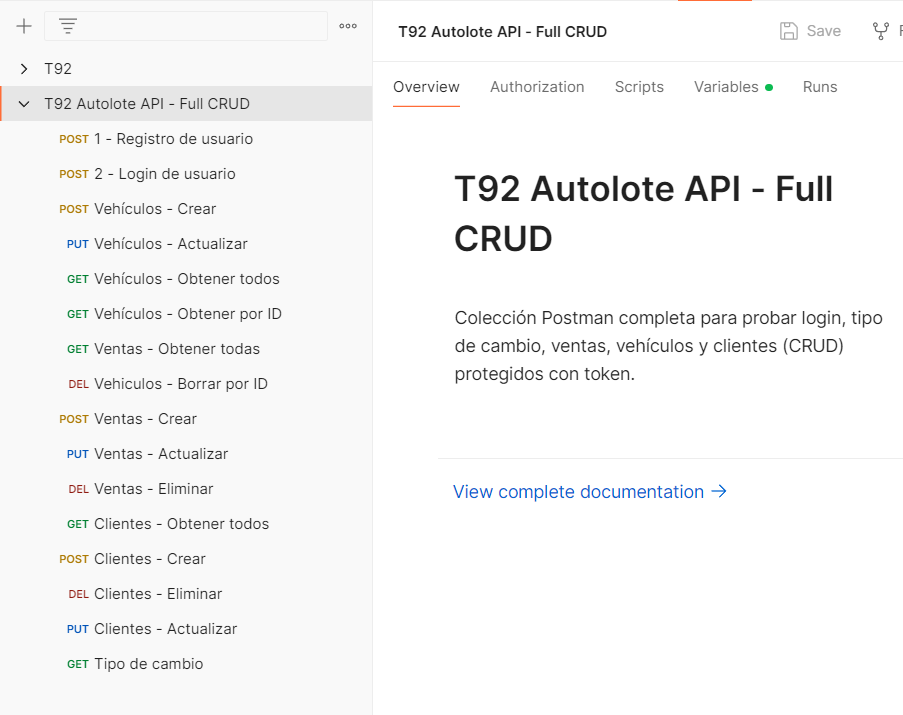 T92
T92 Autolote API - Full CRUD
POST 1 - Registro de usuario
POST 2 - Login de usuario
POST Vehículos - Crear
PUT Vehículos - Actualizar
GET Vehículos - Obtener todos
GET Vehículos - Obtener por ID
GET Ventas - Obtener todas
DEL Vehiculos - Borrar por ID
POST Ventas - Crear
PUT Ventas - Actualizar
DEL Ventas - Eliminar
GET Clientes - Obtener todos
POST Clientes - Crear
DEL Clientes - Eliminar
PUT Clientes - Actualizar
GET Tipo de cambio
T92 Autolote API - Full CRUD
Save
Overview Authorization Scripts Variables Runs
T92 Autolote API - Full
CRUD
Colección Postman completa para probar login, tipo
de cambio, ventas, vehículos y clientes (CRUD)
protegidos con token.
View complete documentation →